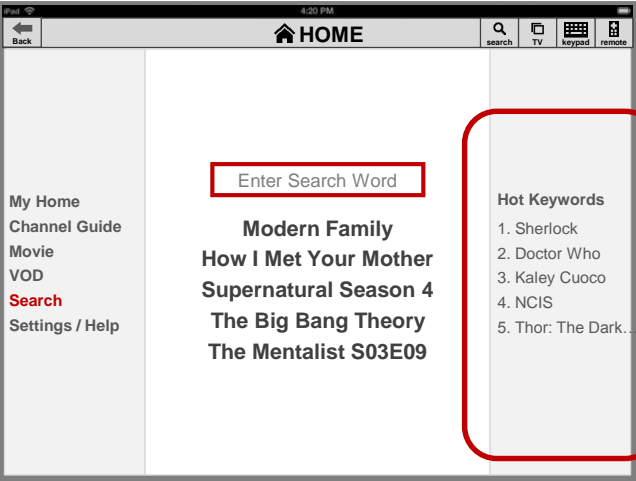 iPad 4:20 PM
Back
HOME
search TV keypad remote
My Home
Channel Guide
Movie
VOD
Search
Settings / Help
Enter Search Word
Modern Family
How I Met Your Mother
Supernatural Season 4
The Big Bang Theory
The Mentalist S03E09
Hot Keywords
1. Sherlock
2. Doctor Who
3. Kaley Cuoco
4. NCIS
5. Thor: The Dark...